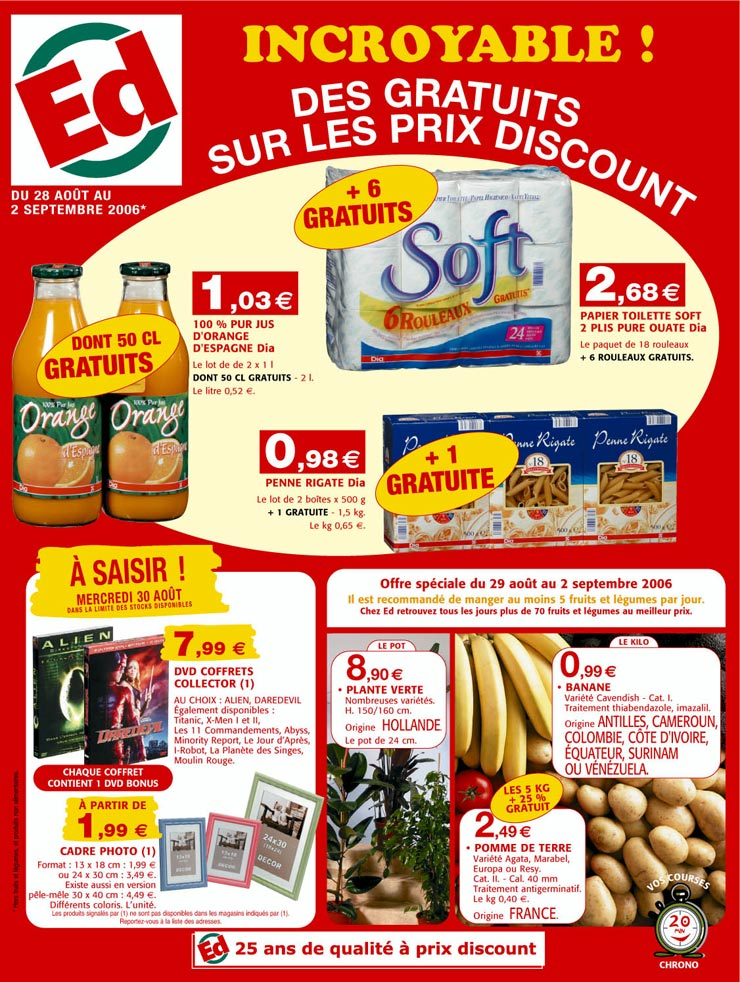 Ed
INCROYABLE !
DES GRATUITS
SUR LES PRIX DISCOUNT
DU 28 AOÛT AU
2 SEPTEMBRE 2006*
+ 6
GRATUITS
Soft
6 ROULEAUX
GRATUITS*
24
Dia
2,68 €
PAPIER TOILETTE SOFT
2 PLIS PURE OUATE Dia
Le paquet de 18 rouleaux
+ 6 ROULEAUX GRATUITS.
DONT 50 CL
GRATUITS
100% Pur Jus
Orange
d'Espagne
Dia
100% Pur Jus
Orange
d'Espagne
Dia
1,03 €
100 % PUR JUS
D'ORANGE
D'ESPAGNE Dia
Le lot de de 2 x 1 l
DONT 50 CL GRATUITS - 2 l.
Le litre 0,52 €.
0,98 €
PENNE RIGATE Dia
Le lot de 2 boîtes x 500 g
+ 1 GRATUITE - 1,5 kg.
Le kg 0,65 €.
+ 1
GRATUITE
Penne Rigate
Penne Rigate
18
18
500 g
Dia
À SAISIR !
MERCREDI 30 AOÛT
DANS LA LIMITE DES STOCKS DISPONIBLES
ALIEN
DAREDEVIL
7,99 €
DVD COFFRETS
COLLECTOR (1)
AU CHOIX : ALIEN, DAREDEVIL
Également disponibles :
Titanic, X-Men I et II,
Les 11 Commandements, Abyss,
Minority Report, Le Jour d'Après,
I-Robot, La Planète des Singes,
Moulin Rouge.
CHAQUE COFFRET
CONTIENT 1 DVD BONUS
À PARTIR DE
1,99 €
CADRE PHOTO (1)
Format : 13 x 18 cm : 1,99 €
ou 24 x 30 cm : 3,49 €.
Existe aussi en version
pêle-mêle 30 x 40 cm : 4,49 €.
Différents coloris. L'unité.
Les produits signalés par (1) ne sont pas disponibles dans les magasins indiqués par (1).
Reportez-vous à la liste des adresses.
13x18
DECOR
13x18
DECOR
24x30
DECOR
Offre spéciale du 29 août au 2 septembre 2006
Il est recommandé de manger au moins 5 fruits et légumes par jour.
Chez Ed retrouvez tous les jours plus de 70 fruits et légumes au meilleur prix.
LE POT
8,90 €
• PLANTE VERTE
Nombreuses variétés.
H. 150/160 cm.
Origine HOLLANDE
Le pot de 24 cm.
LE KILO
0,99 €
• BANANE
Variété Cavendish - Cat. I.
Traitement thiabendazole, imazalil.
Origine ANTILLES, CAMEROUN,
COLOMBIE, CÔTE D'IVOIRE,
ÉQUATEUR, SURINAM
OU VÉNÉZUELA.
LES 5 KG
+ 25 %
GRATUIT
2,49 €
• POMME DE TERRE
Variété Agata, Marabel,
Europa ou Resy.
Cat. II. - Cal. 40 mm
Traitement antigerminatif.
Le kg 0,40 €.
Origine FRANCE.
VOS COURSES
20
MIN
CHRONO
Ed 25 ans de qualité à prix discount